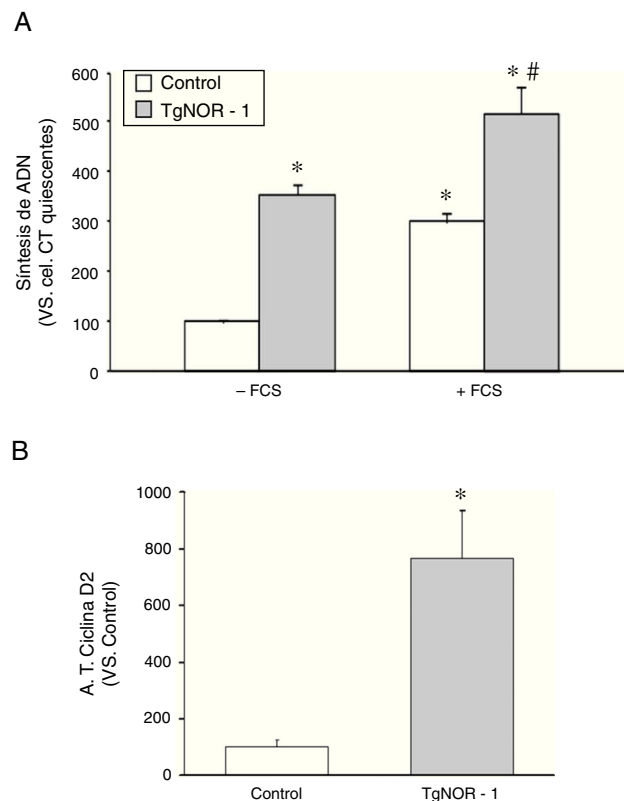 A
Síntesis de ADN
(VS. cel. CT quiescentes)
600
500
400
300
200
100
0
Control
TgNOR - 1
*
*
* #
– FCS
+ FCS
B
A. T. Ciclina D2
(VS. Control)
1000
800
600
400
200
0
*
Control
TgNOR - 1